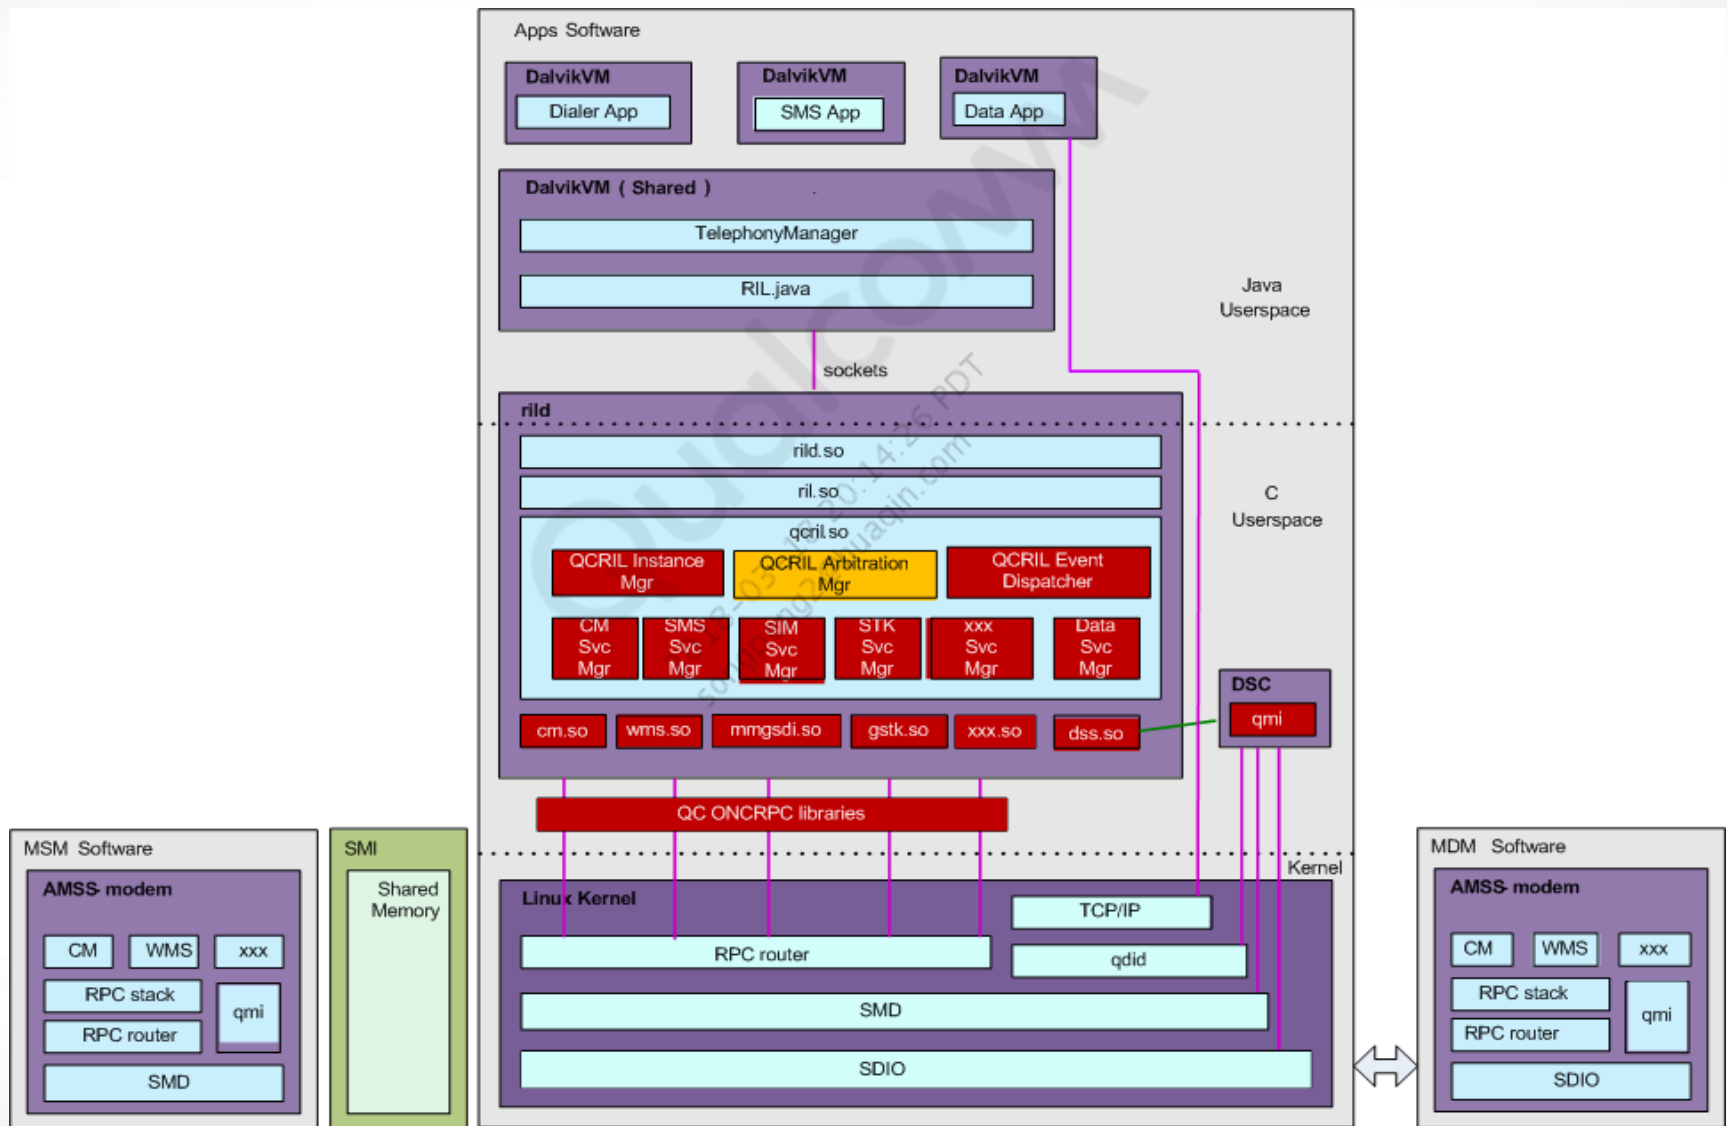 Apps Software
DalvikVM
Dialer App
DalvikVM
SMS App
DalvikVM
Data App
DalvikVM ( Shared )
TelephonyManager
RIL.java
Java
Userspace
sockets
rild
rild.so
ril.so
C
Userspace
qcril.so
QCRIL Instance
Mgr
QCRIL Arbitration
Mgr
QCRIL Event
Dispatcher
CM
Svc
Mgr
SMS
Svc
Mgr
SIM
Svc
Mgr
STK
Svc
Mgr
xxx
Svc
Mgr
Data
Svc
Mgr
cm.so
wms.so
mmgsdi.so
gstk.so
xxx.so
dss.so
DSC
qmi
QC ONCRPC libraries
Kernel
Linux Kernel
TCP/IP
RPC router
qdid
SMD
SDIO
MSM Software
AMSS-modem
CM
WMS
xxx
RPC stack
RPC router
qmi
SMD
SMI
Shared
Memory
MDM Software
AMSS-modem
CM
WMS
xxx
RPC stack
RPC router
qmi
SDIO
Qualcomm
20:14:26 PDT